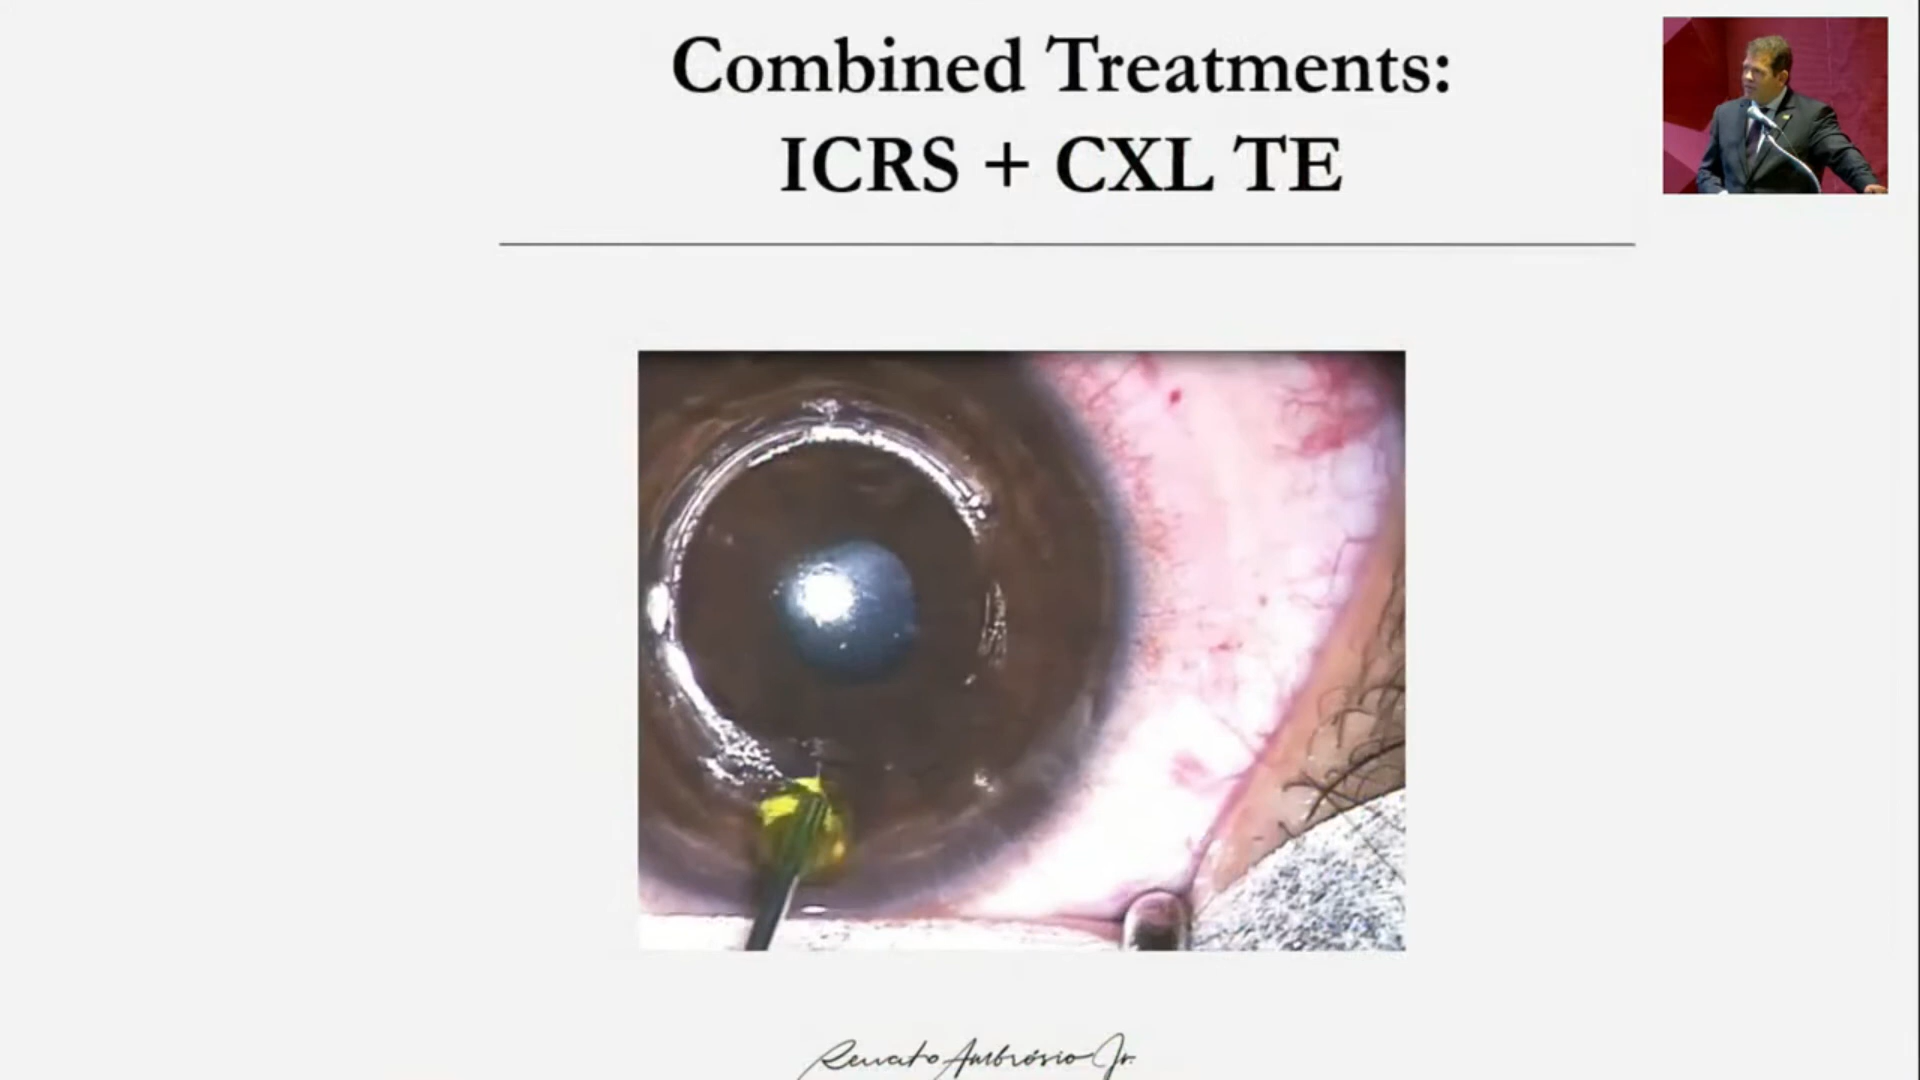 Combined Treatments:
ICRS + CXL TE
Renato Ambrósio Jr.